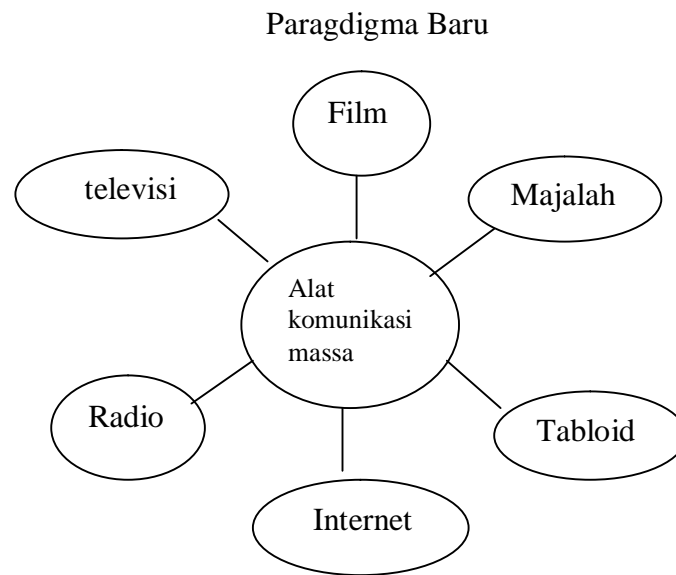 Paragdigma Baru
Film
televisi
Majalah
Alat
komunikasi
massa
Radio
Tabloid
Internet